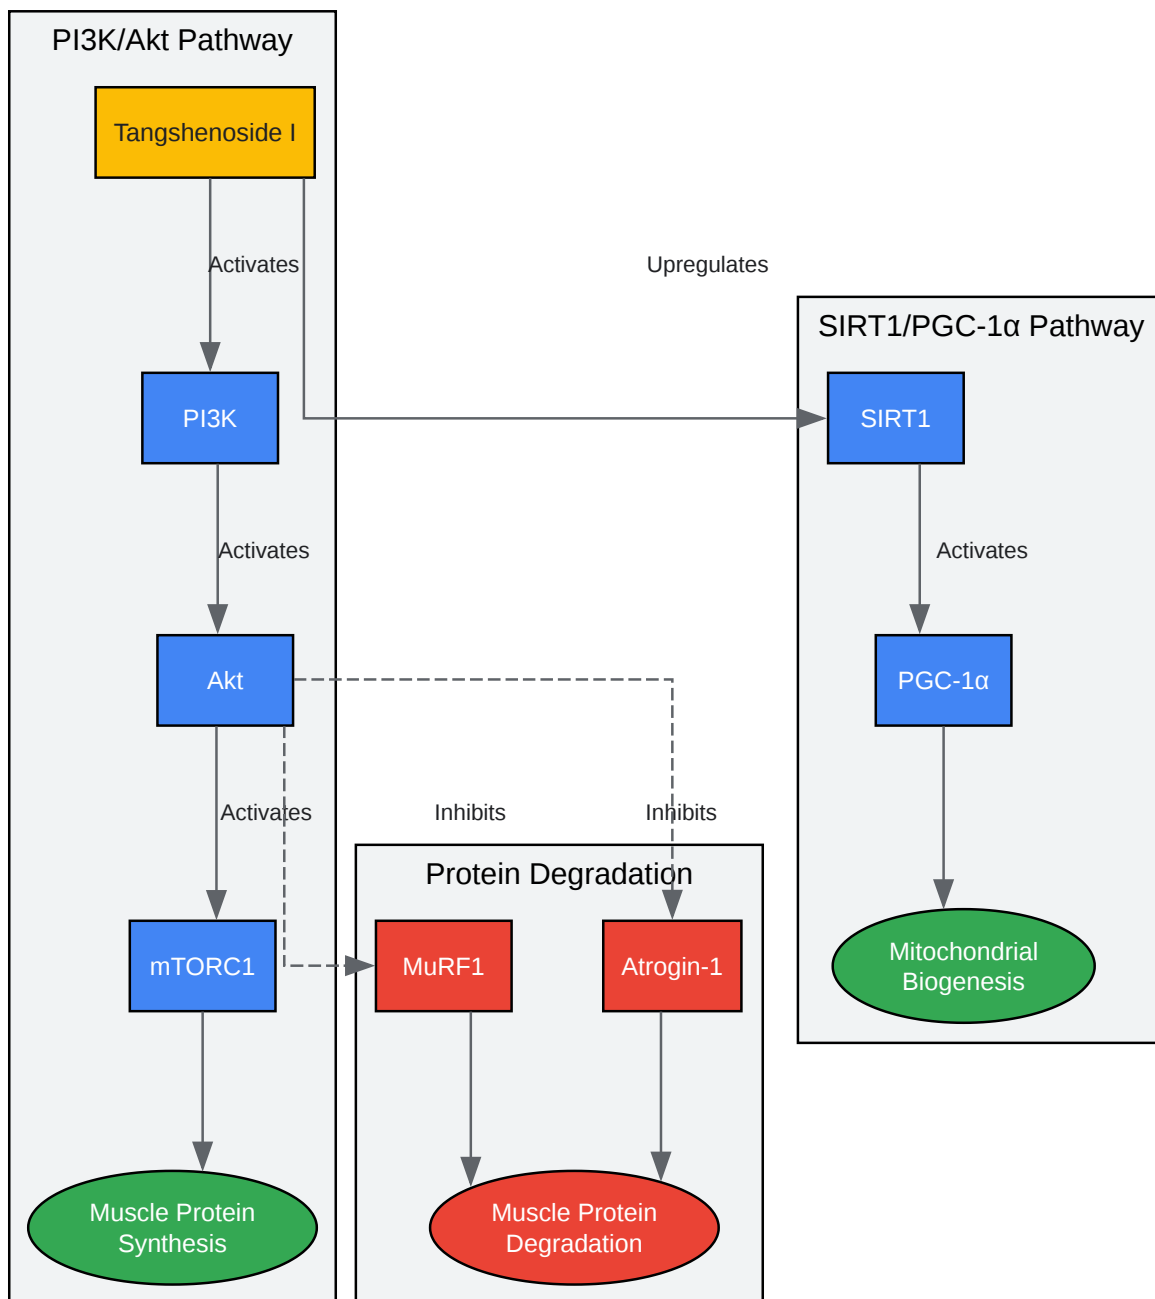 PI3K/Akt Pathway
Tangshenoside I
Activates
Upregulates
SIRT1/PGC-1α Pathway
PI3K
SIRT1
Activates
Activates
Akt
PGC-1α
Activates
Inhibits
Inhibits
Protein Degradation
mTORC1
MuRF1
Atrogin-1
Mitochondrial
Biogenesis
Muscle Protein
Synthesis
Muscle Protein
Degradation